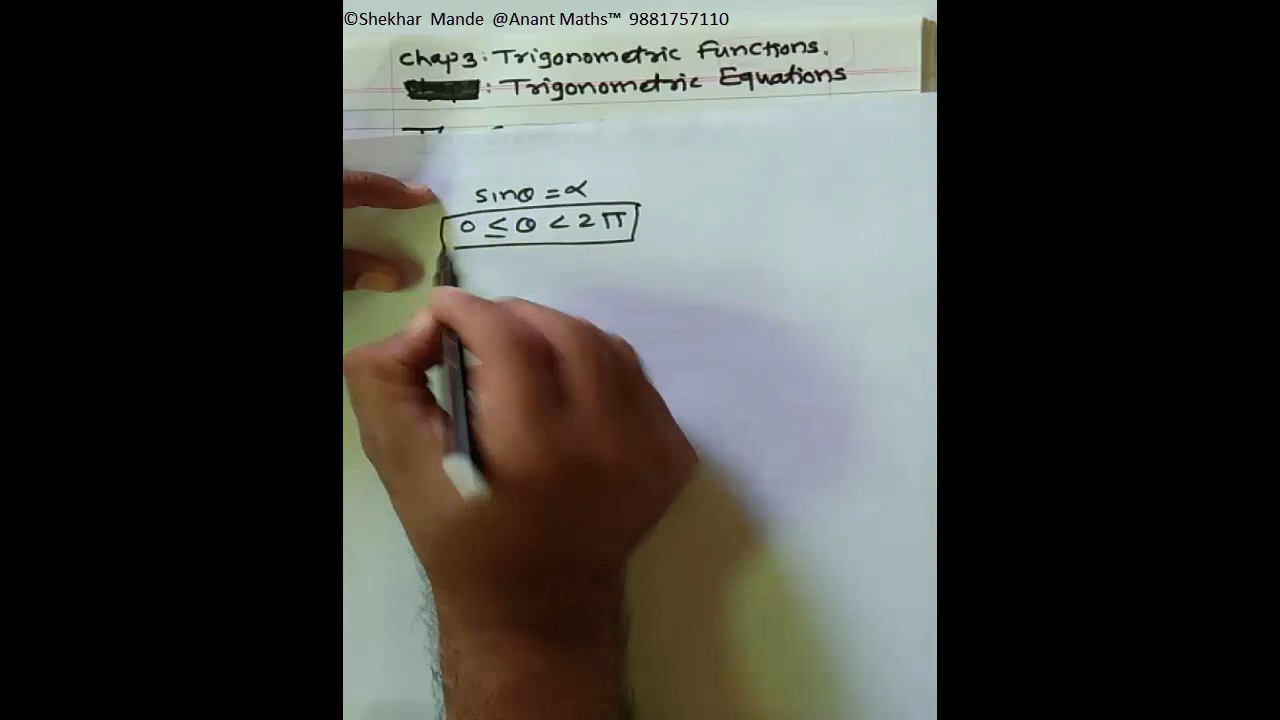 ©Shekhar Mande @Anant Maths™ 9881757110
Chap3: Trigonometric Functions.
: Trigonometric Equations
sinθ = α
0 ≤ θ < 2π